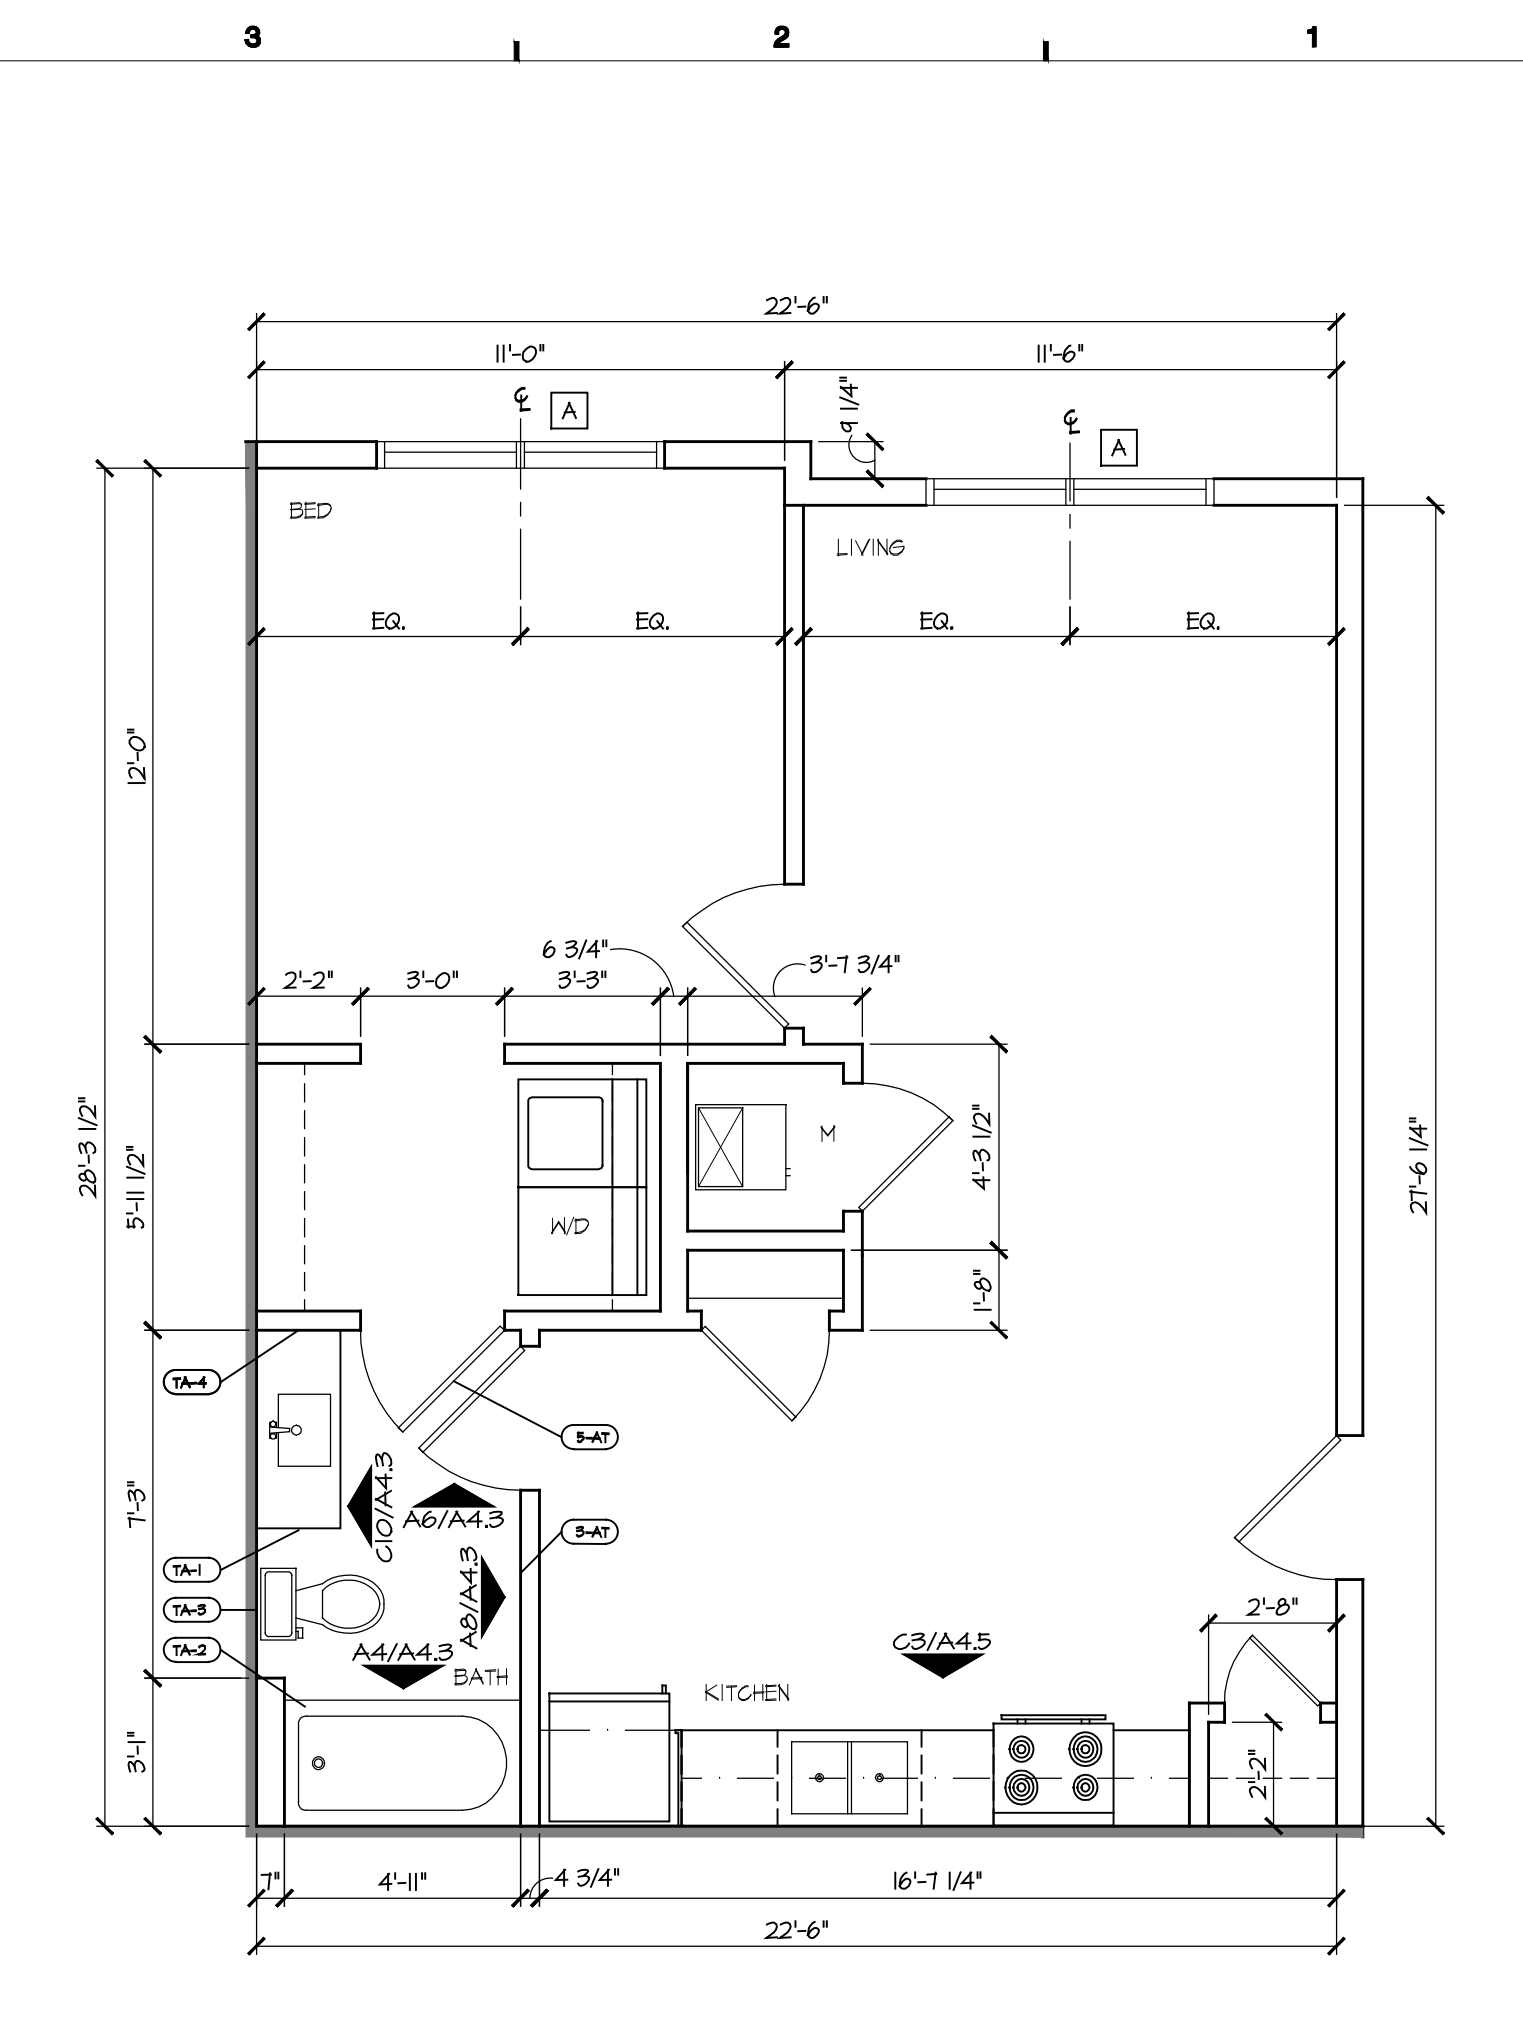 3 2 1
22'-6"
11'-0" 11'-6"
9 1/4"
℄ A
℄ A
BED
LIVING
EQ. EQ. EQ. EQ.
12'-0"
6 3/4"
3'-7 3/4"
2'-2" 3'-0" 3'-3"
28'-3 1/2"
5'-11 1/2"
M
4'-3 1/2"
27'-6 1/4"
W/D
1'-8"
TA-4
5-AT
C10/A4.3
A6/A4.3
7'-3"
3-AT
TA-1
A8/A4.3
TA-3
2'-8"
TA-2
A4/A4.3
C3/A4.5
BATH
KITCHEN
3'-1"
2'-2"
7" 4'-11" 4 3/4" 16'-7 1/4"
22'-6"